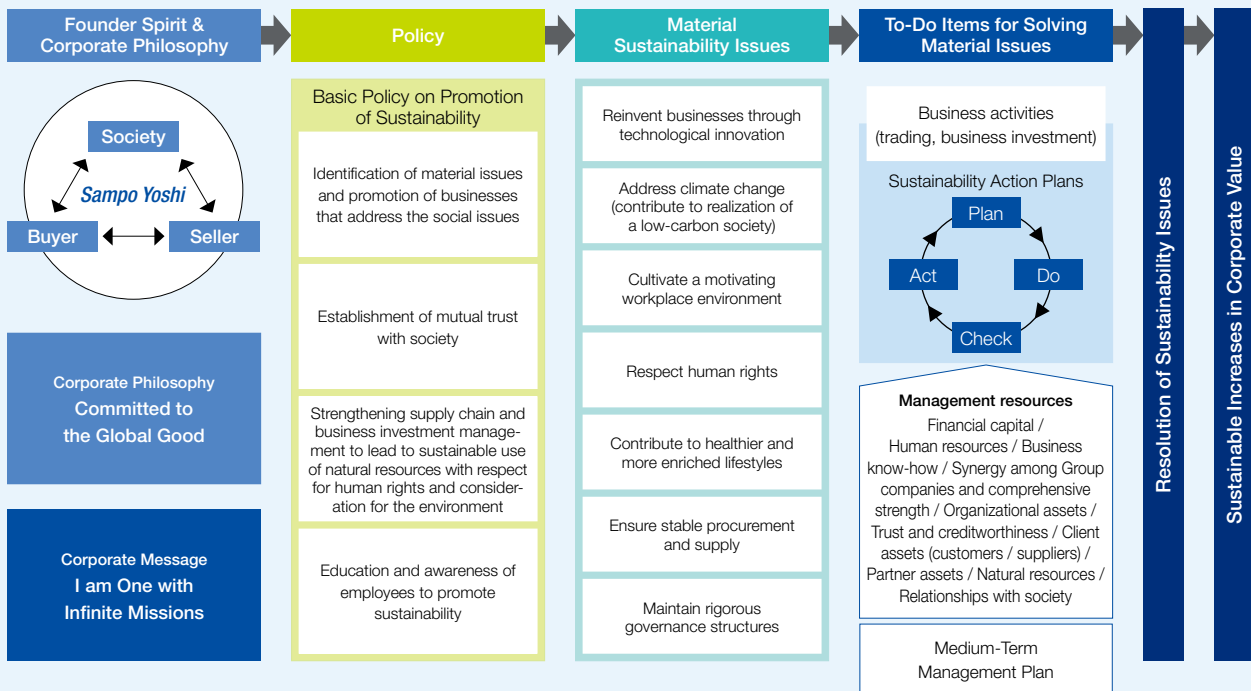 Founder Spirit &
Corporate Philosophy
Society
Sampo Yoshi
Buyer
Seller
Corporate Philosophy
Committed to
the Global Good
Corporate Message
I am One with
Infinite Missions
Policy
Basic Policy on Promotion
of Sustainability
Identification of material issues
and promotion of businesses
that address the social issues
Establishment of mutual trust
with society
Strengthening supply chain and
business investment manage-
ment to lead to sustainable use
of natural resources with respect
for human rights and consider-
ation for the environment
Education and awareness of
employees to promote
sustainability
Material
Sustainability Issues
Reinvent businesses through
technological innovation
Address climate change
(contribute to realization of
a low-carbon society)
Cultivate a motivating
workplace environment
Respect human rights
Contribute to healthier and
more enriched lifestyles
Ensure stable procurement
and supply
Maintain rigorous
governance structures
To-Do Items for Solving
Material Issues
Business activities
(trading, business investment)
Sustainability Action Plans
Plan
Act
Do
Check
Management resources
Financial capital /
Human resources / Business
know-how / Synergy among Group
companies and comprehensive
strength / Organizational assets /
Trust and creditworthiness / Client
assets (customers / suppliers) /
Partner assets / Natural resources /
Relationships with society
Medium-Term
Management Plan
Resolution of Sustainability Issues
Sustainable Increases in Corporate Value